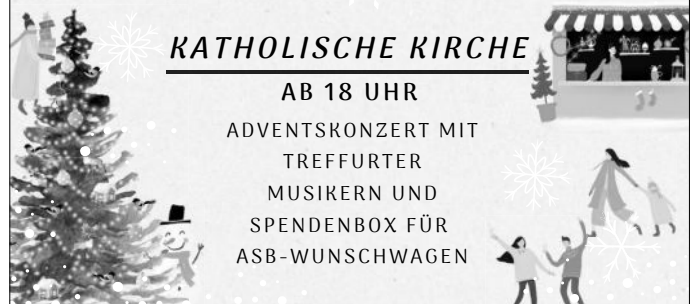 KATHOLISCHE KIRCHE
AB 18 UHR
ADVENTSKONZERT MIT
TREFFURTER
MUSIKERN UND
SPENDENBOX FÜR
ASB-WUNSCHWAGEN